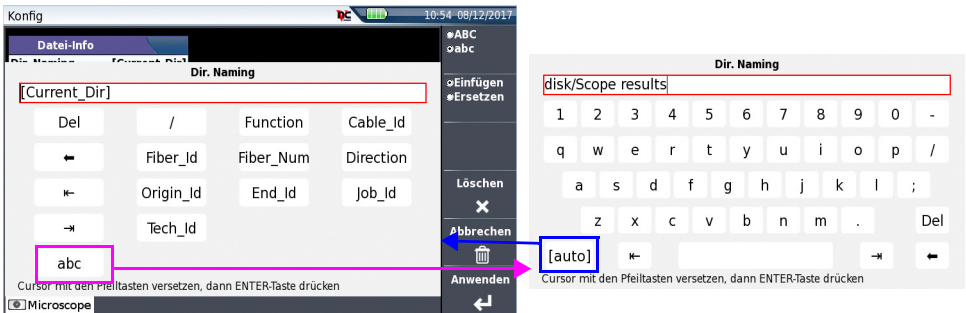 Konfig
DC
10:54 08/12/2017
Datei-Info
Dir. Naming [Current_Dir]
Dir. Naming
[Current_Dir]
Del / Function Cable_Id
Fiber_Id Fiber_Num Direction
Origin_Id End_Id Job_Id
Tech_Id
abc
Cursor mit den Pfeiltasten versetzen, dann ENTER-Taste drücken
Microscope
ABC
abc
Einfügen
Ersetzen
Löschen
Abbrechen
Anwenden
Dir. Naming
disk/Scope results
1 2 3 4 5 6 7 8 9 0 -
q w e r t y u i o p /
a s d f g h j k l ;
z x c v b n m . Del
[auto]
Cursor mit den Pfeiltasten versetzen, dann ENTER-Taste drücken